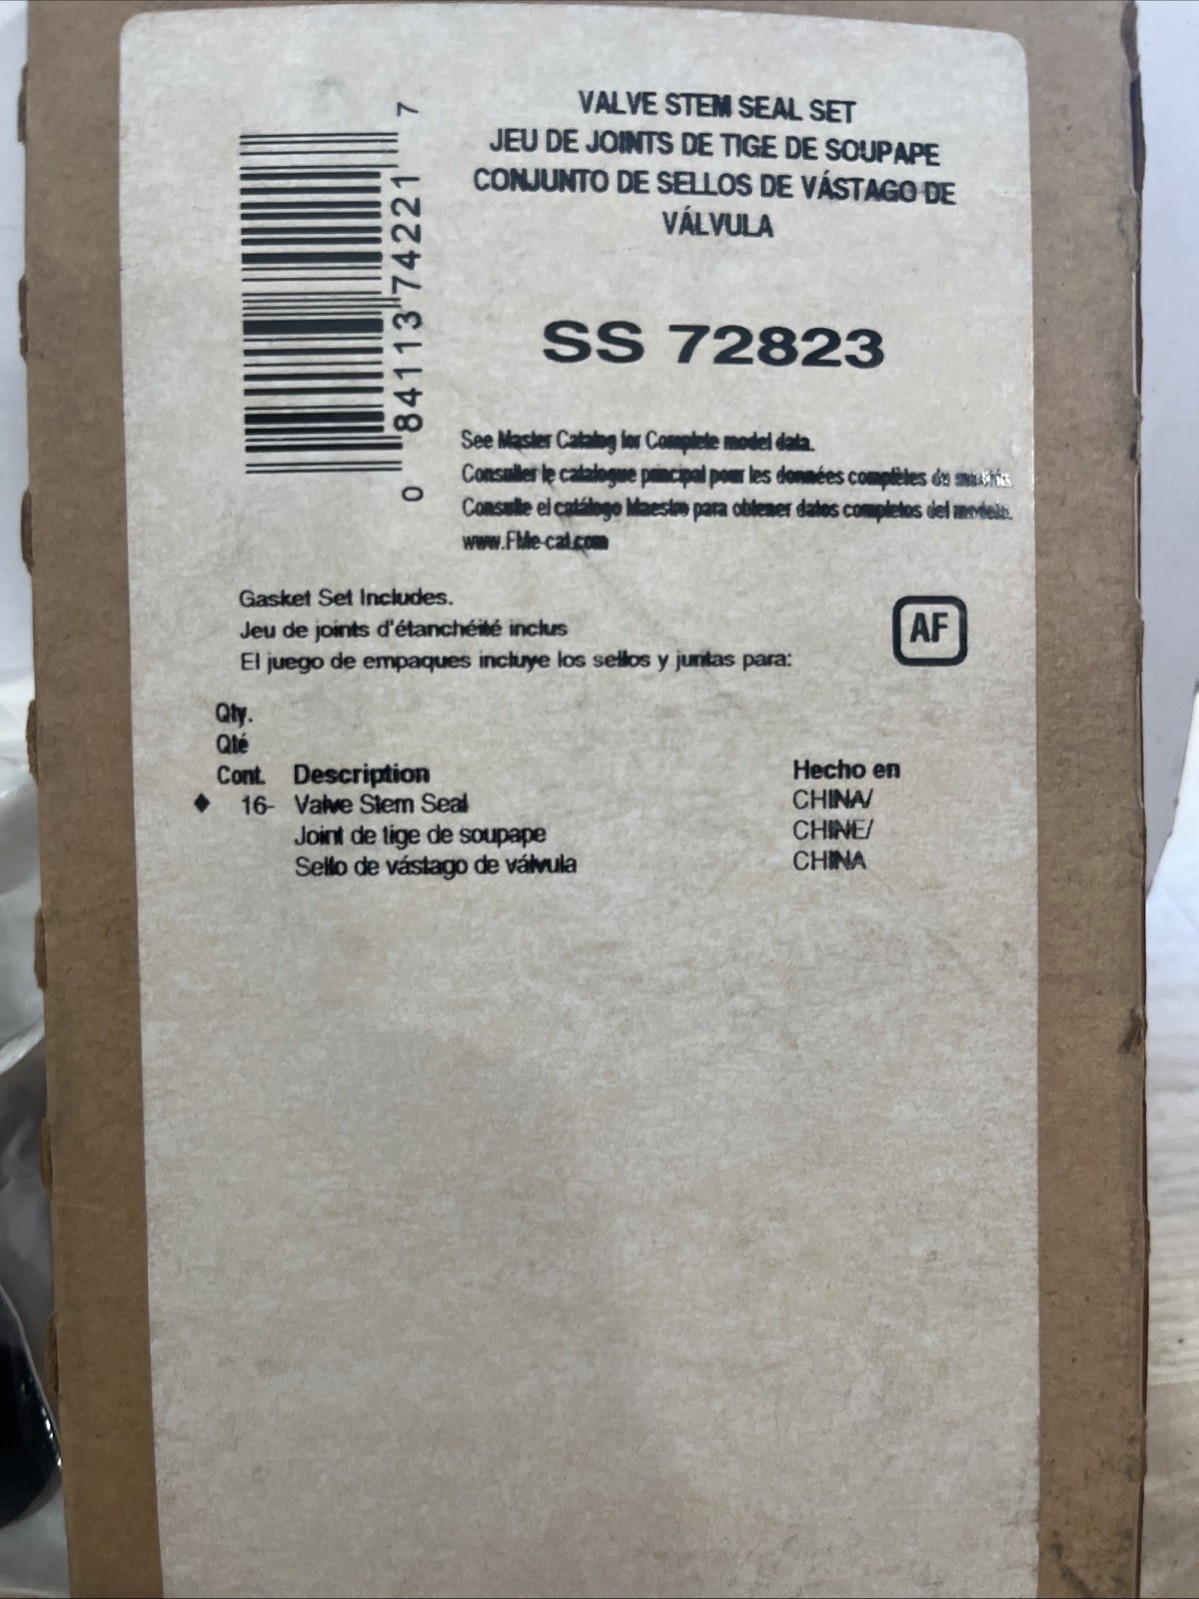 VALVE STEM SEAL SET
JEU DE JOINTS DE TIGE DE SOUPAPE
CONJUNTO DE SELLOS DE VÁSTAGO DE
VÁLVULA
0 84113 74221 7
SS 72823
See Master Catalog for Complete model data.
Consulter le catalogue principal pour les données complètes du
Consulte el catálogo Maestro para obtener datos completos del modelo.
www.FMe-cat.com
Gasket Set Includes.
Jeu de joints d'étanchéité inclus
El juego de empaques incluye los sellos y juntas para:
AF
Qty.
Qté
Cont. Description Hecho en
♦ 16- Valve Stem Seal CHINA/
Joint de tige de soupape CHINE/
Sello de vástago de válvula CHINA